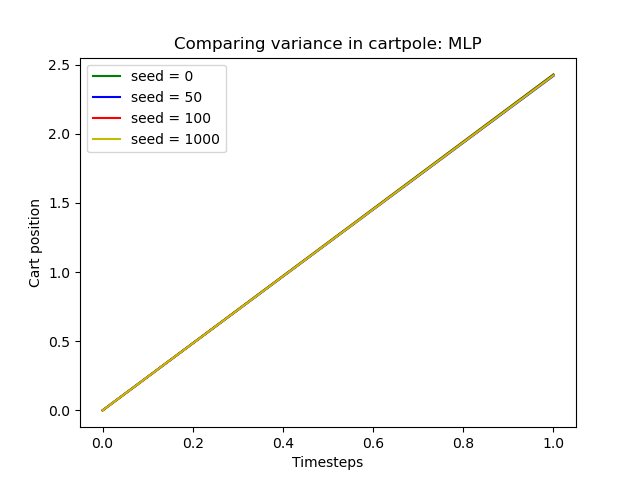 Comparing variance in cartpole: MLP
seed = 0
seed = 50
seed = 100
seed = 1000
2.5
2.0
1.5
1.0
0.5
0.0
Cart position
0.0 0.2 0.4 0.6 0.8 1.0
Timesteps